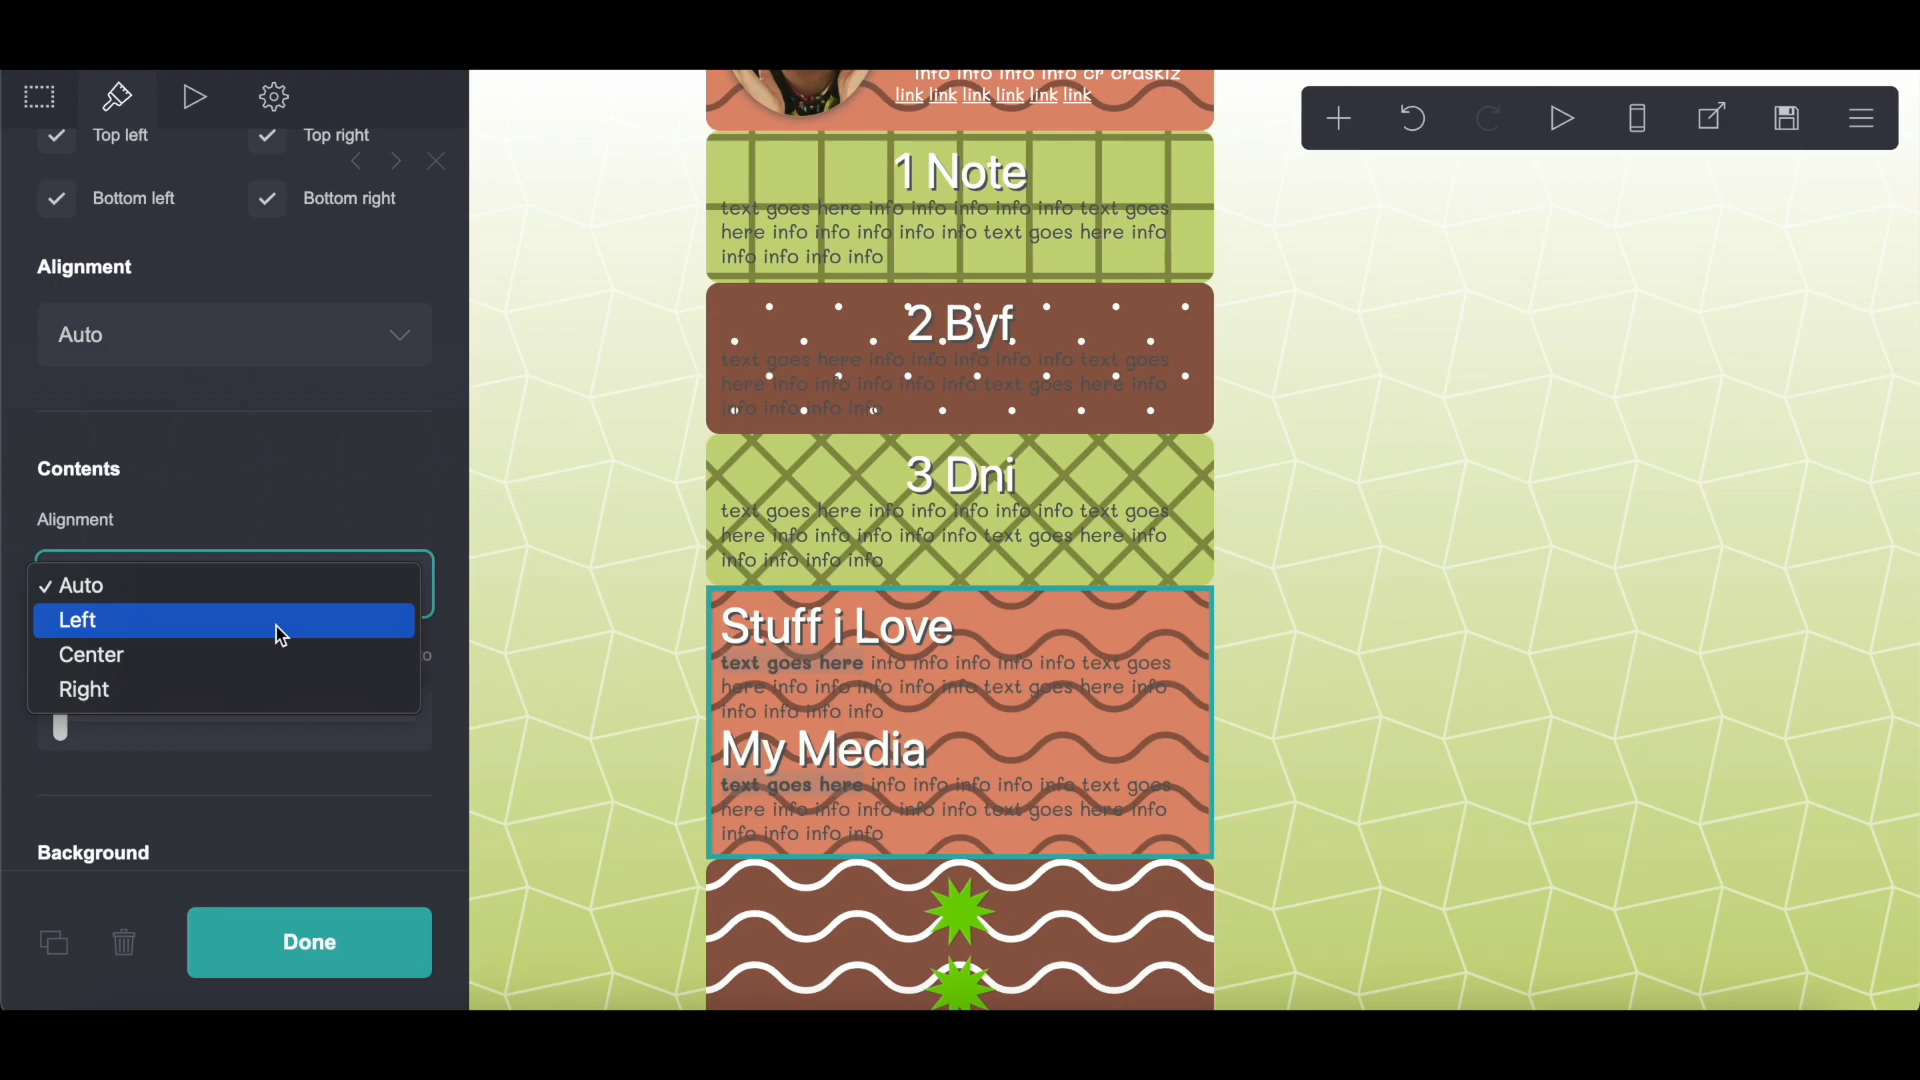 Top left
Top right
Bottom left
Bottom right
Alignment
Auto
Contents
Alignment
Auto
Left
Center
Right
Background
Done
info info info info cr craskiz
link link link link link link
1 Note
text goes here info info info info info text goes
here info info info info info text goes here info
info info info info
2 Byf
text goes here info info info info info text goes
here info info info info info text goes here info
info info info info
3 Dni
text goes here info info info info info text goes
here info info info info info text goes here info
info info info info
Stuff i Love
text goes here info info info info info text goes
here info info info info info text goes here info
info info info info
My Media
text goes here info info info info info text goes
here info info info info info text goes here info
info info info info